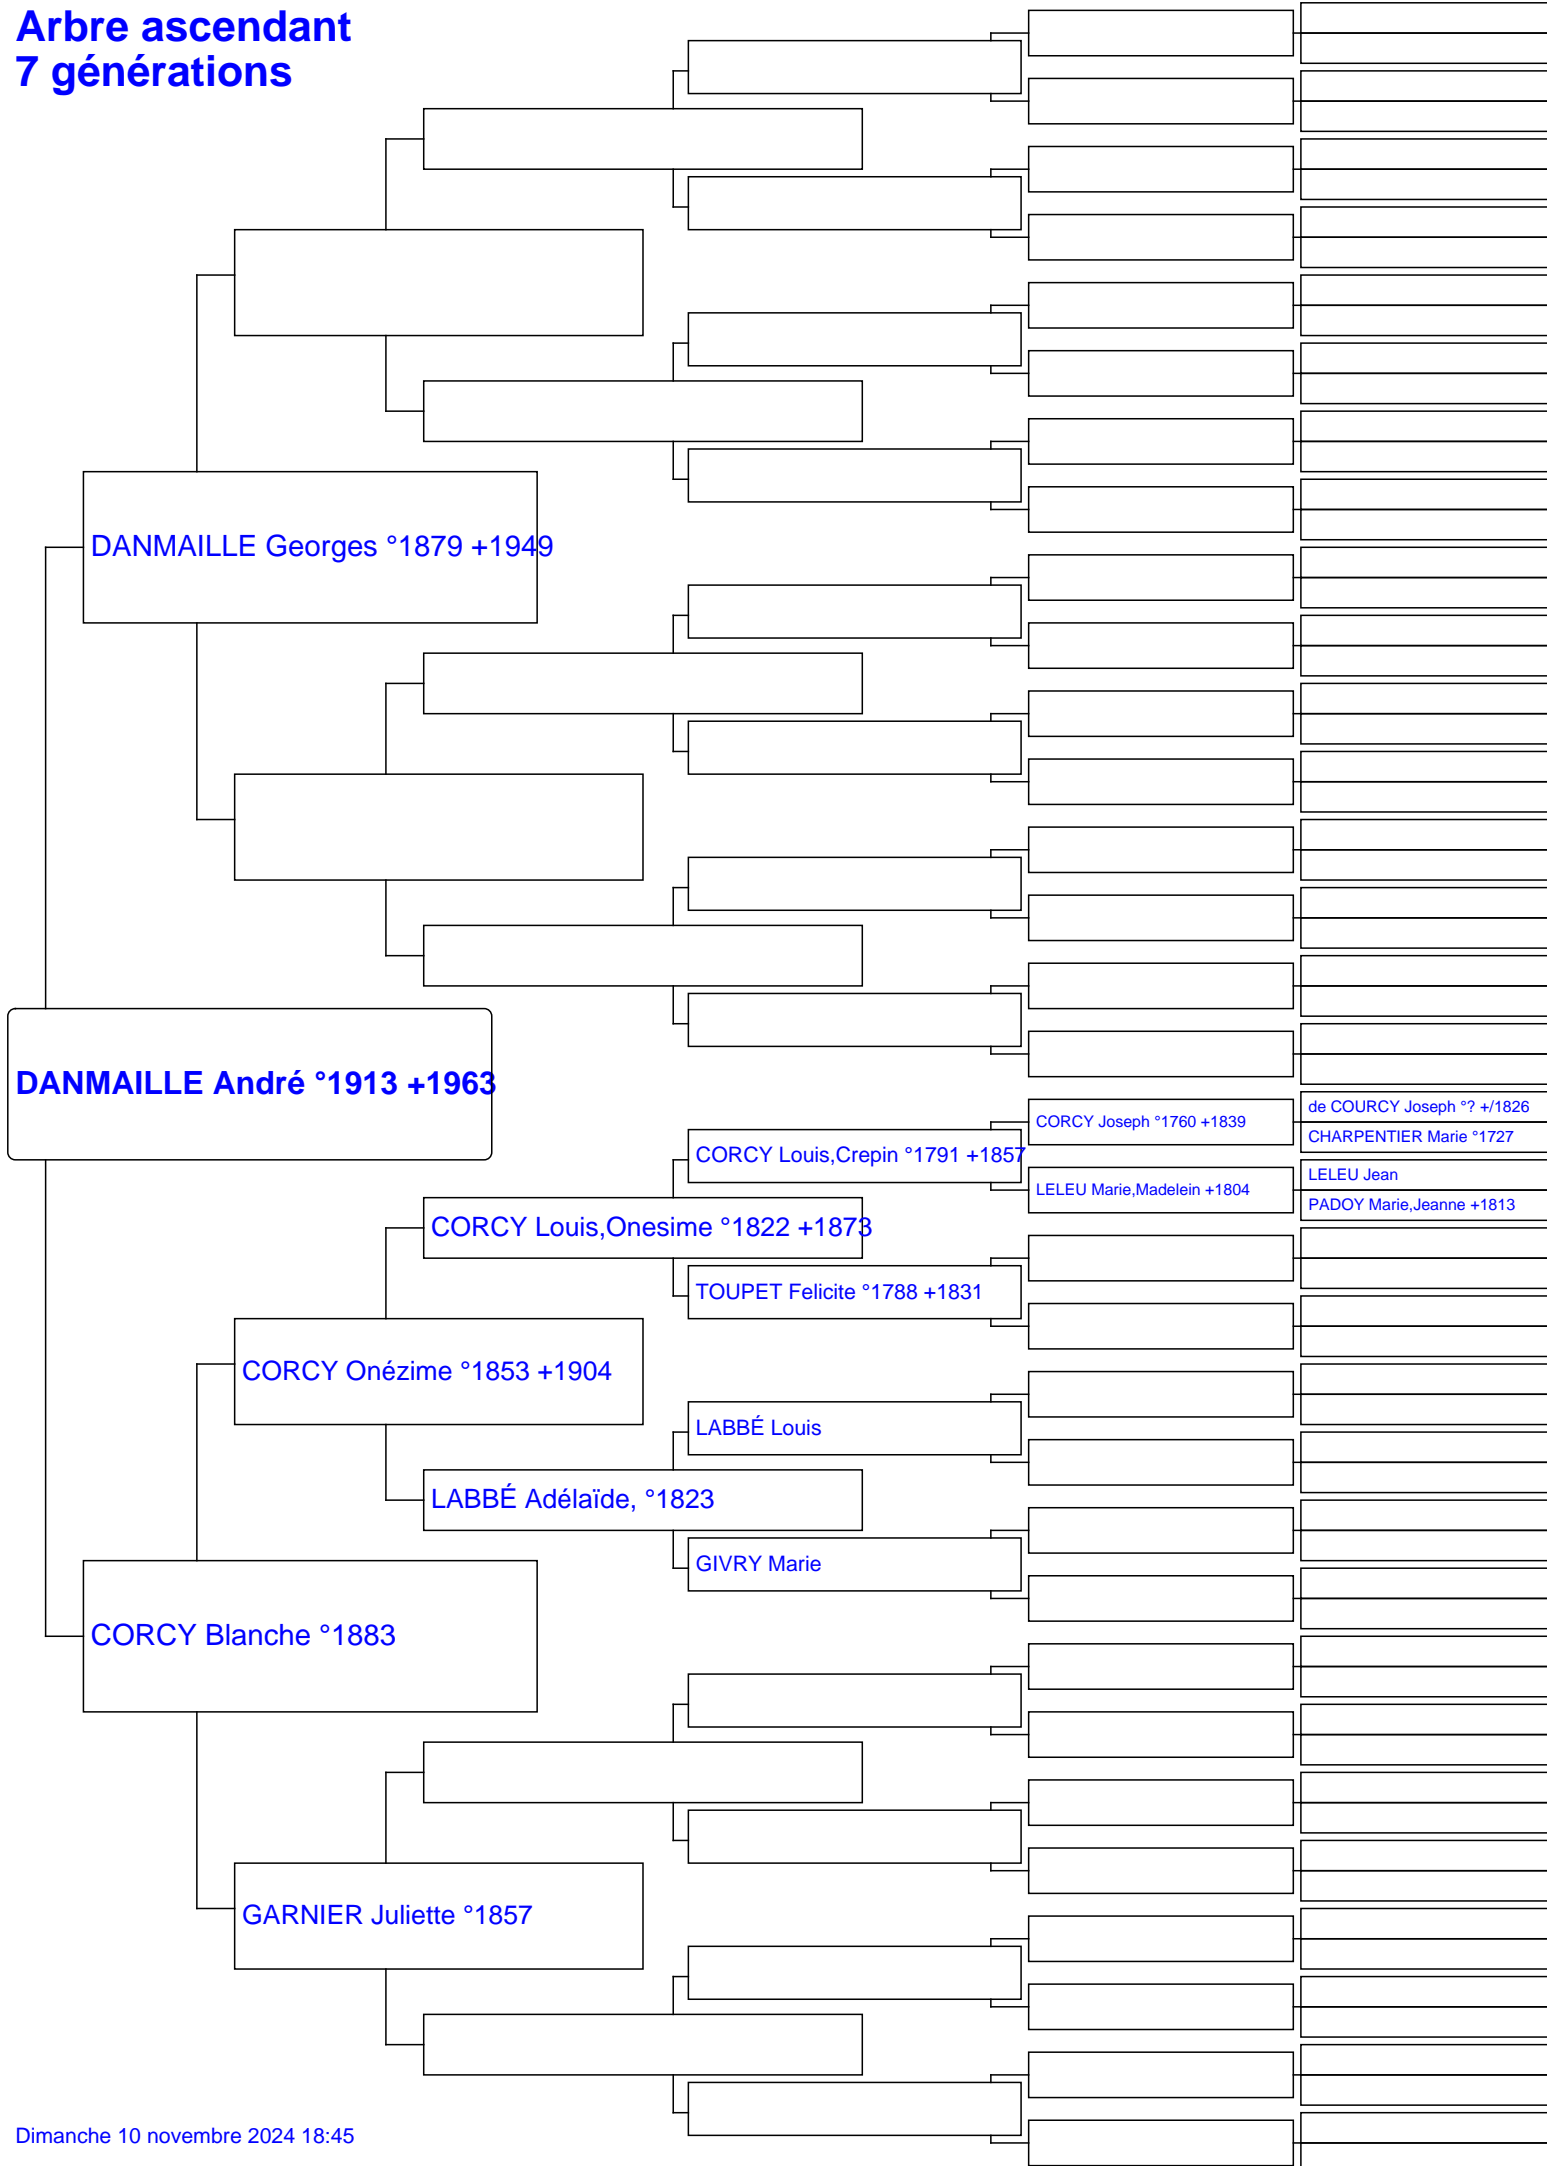 Arbre ascendant
7 générations
DANMAILLE Georges °1879 +1949
DANMAILLE André °1913 +1963
CORCY Joseph °1760 +1839
de COURCY Joseph °? +/1826
CHARPENTIER Marie °1727
CORCY Louis,Crepin °1791 +1857
LELEU Marie,Madelein +1804
LELEU Jean
PADOY Marie,Jeanne +1813
CORCY Louis,Onesime °1822 +1873
TOUPET Felicite °1788 +1831
CORCY Onézime °1853 +1904
LABBÉ Louis
LABBÉ Adélaïde, °1823
GIVRY Marie
CORCY Blanche °1883
GARNIER Juliette °1857
Dimanche 10 novembre 2024 18:45